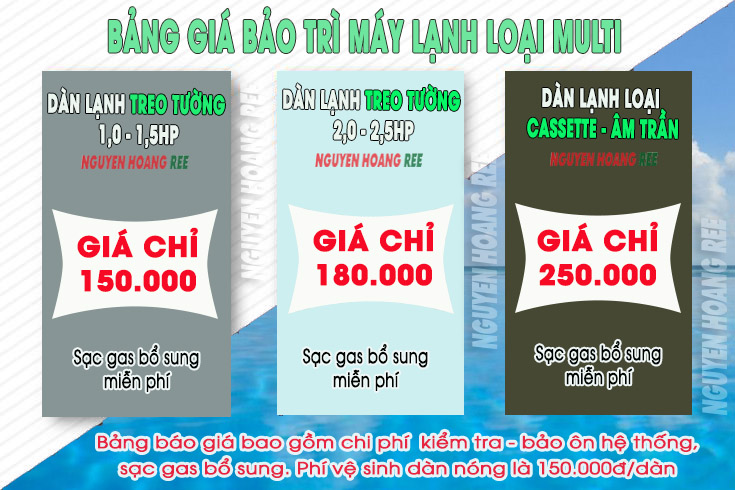 BẢNG GIÁ BẢO TRÌ MÁY LẠNH LOẠI MULTI
DÀN LẠNH TREO TƯỜNG
1,0 - 1,5HP
NGUYEN HOANG REE
GIÁ CHỈ
150.000
Sạc gas bổ sung
miễn phí
DÀN LẠNH TREO TƯỜNG
2,0 - 2,5HP
NGUYEN HOANG REE
GIÁ CHỈ
180.000
Sạc gas bổ sung
miễn phí
DÀN LẠNH LOẠI
CASSETTE - ÂM TRẦN
NGUYEN HOANG REE
GIÁ CHỈ
250.000
Sạc gas bổ sung
miễn phí
NGUYEN HOANG REE
NGUYEN HOANG REE
NGUYEN HOANG REE
Bảng báo giá bao gồm chi phí kiểm tra - bảo ôn hệ thống,
sạc gas bổ sung. Phí vệ sinh dàn nóng là 150.000đ/dàn